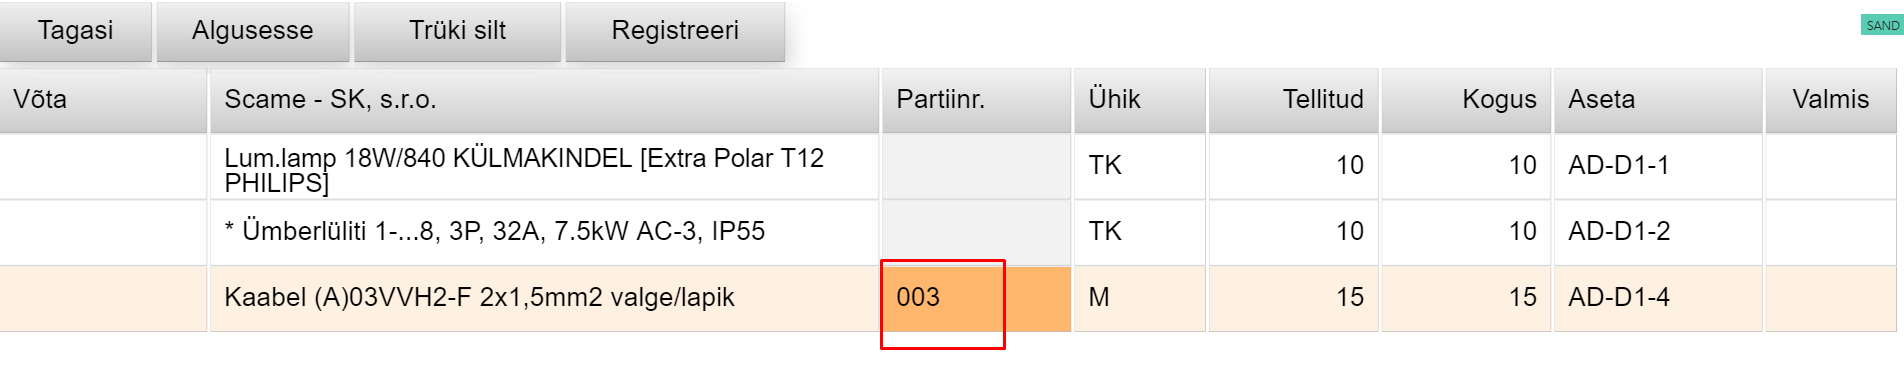 Tagasi Algusesse Trüki silt Registreeri SAND
Võta Scame - SK, s.r.o. Partiinr. Ühik Tellitud Kogus Aseta Valmis
Lum.lamp 18W/840 KÜLMAKINDEL [Extra Polar T12
PHILIPS] TK 10 10 AD-D1-1
* Ümberlüliti 1-...8, 3P, 32A, 7.5kW AC-3, IP55 TK 10 10 AD-D1-2
Kaabel (A)03VVH2-F 2x1,5mm2 valge/lapik 003 M 15 15 AD-D1-4